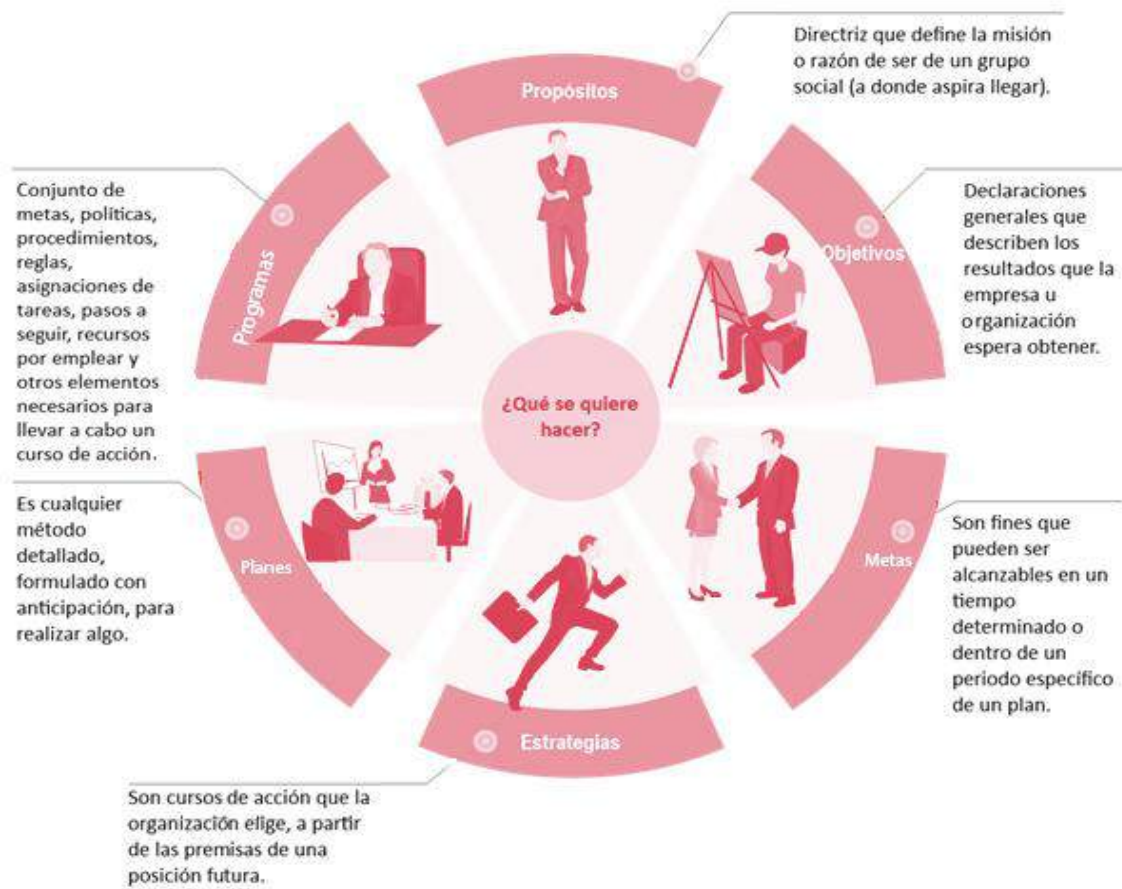 Propósitos
Directriz que define la misión
o razón de ser de un grupo
social (a donde aspira llegar).
Objetivos
Declaraciones
generales que
describen los
resultados que la
empresa u
organización
espera obtener.
Metas
Son fines que
pueden ser
alcanzables en un
tiempo
determinado o
dentro de un
periodo específico
de un plan.
Estrategias
Son cursos de acción que la
organización elige, a partir
de las premisas de una
posición futura.
Planes
Es cualquier
método
detallado,
formulado con
anticipación, para
realizar algo.
Programas
Conjunto de
metas, políticas,
procedimientos,
reglas,
asignaciones de
tareas, pasos a
seguir, recursos
por emplear y
otros elementos
necesarios para
llevar a cabo un
curso de acción.
¿Qué se quiere
hacer?